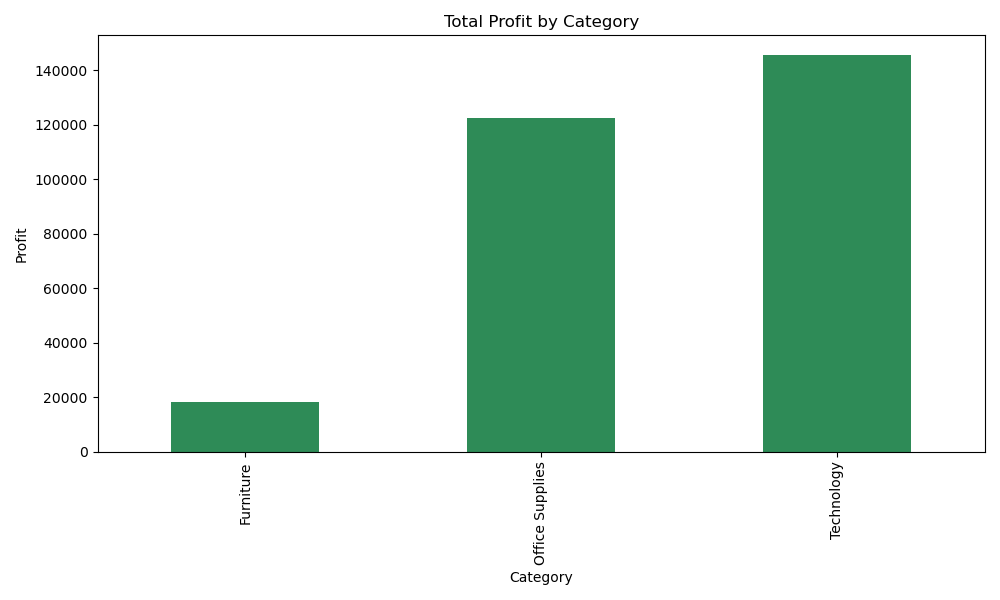 Total Profit by Category
Profit
140000
120000
100000
80000
60000
40000
20000
0
Furniture
Office Supplies
Technology
Category